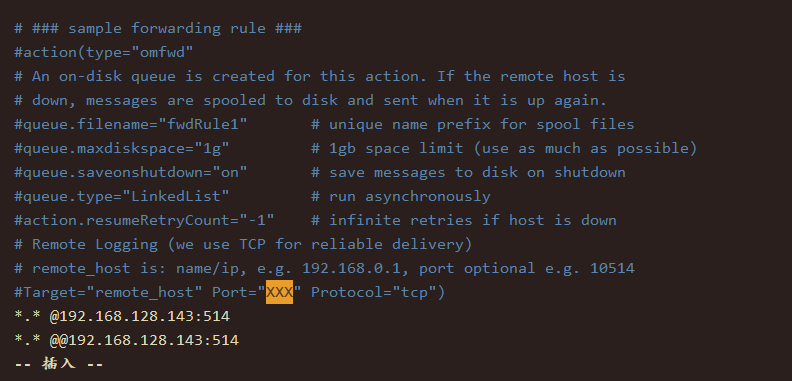 # ### sample forwarding rule ###
#action(type="omfwd"
# An on-disk queue is created for this action. If the remote host is
# down, messages are spooled to disk and sent when it is up again.
#queue.filename="fwdRule1"       # unique name prefix for spool files
#queue.maxdiskspace="1g"         # 1gb space limit (use as much as possible)
#queue.saveonshutdown="on"       # save messages to disk on shutdown
#queue.type="LinkedList"         # run asynchronously
#action.resumeRetryCount="-1"    # infinite retries if host is down
# Remote Logging (we use TCP for reliable delivery)
# remote_host is: name/ip, e.g. 192.168.0.1, port optional e.g. 10514
#Target="remote_host" Port="XXX" Protocol="tcp")
*.* @192.168.128.143:514
*.* @@192.168.128.143:514
-- 插入 --